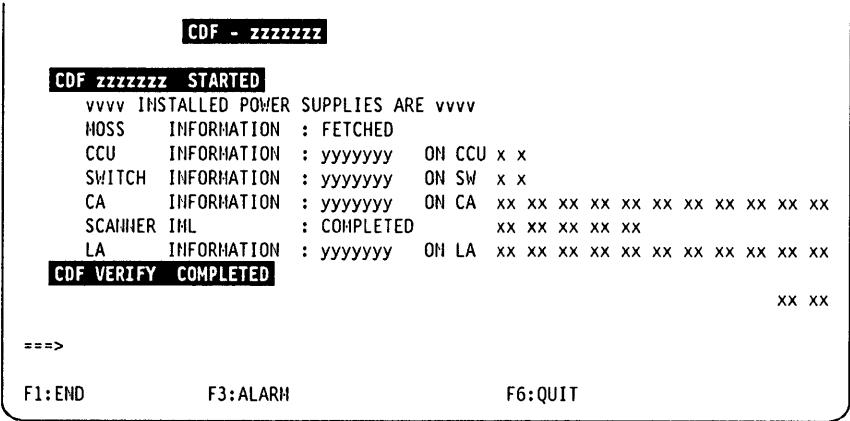 CDF - zzzzzzz
CDF zzzzzzz STARTED
vvvv INSTALLED POWER SUPPLIES ARE vvvv
MOSS INFORMATION : FETCHED
CCU INFORMATION : yyyyyyy ON CCU x x
SWITCH INFORMATION : yyyyyyy ON SW x x
CA INFORMATION : yyyyyyy ON CA xx xx xx xx xx xx xx xx xx xx xx
SCANNER IML : COMPLETED xx xx xx xx xx
LA INFORMATION : yyyyyyy ON LA xx xx xx xx xx xx xx xx xx xx xx
CDF VERIFY COMPLETED
xx xx
===>
F1:END F3:ALARM F6:QUIT